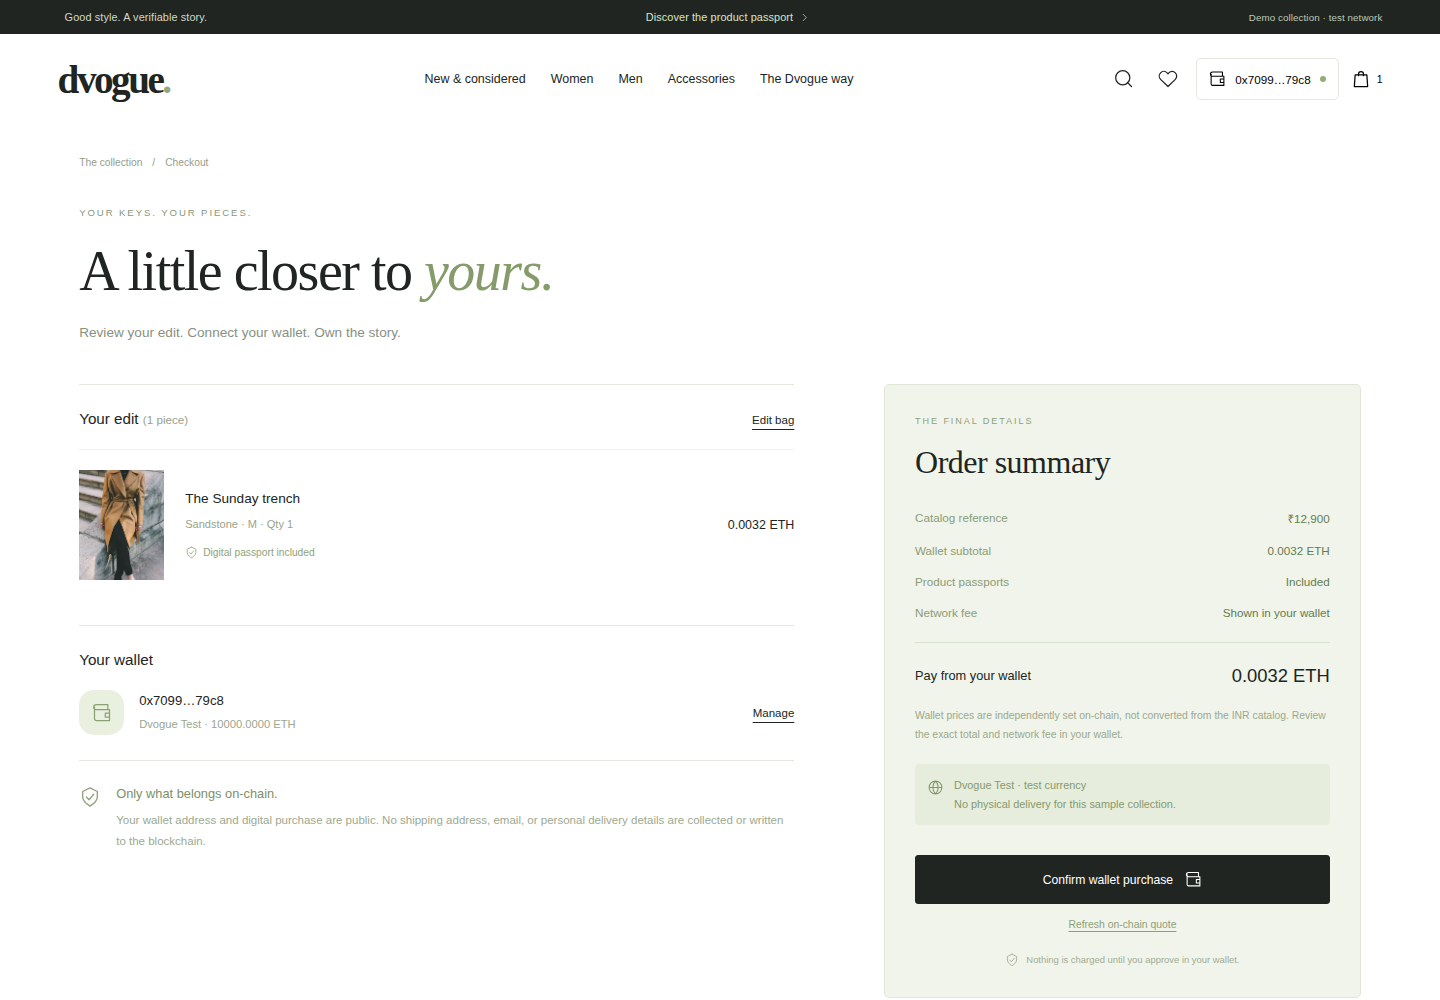 Good style. A verifiable story.
Discover the product passport
Demo collection · test network
dvogue.
New & considered
Women
Men
Accessories
The Dvogue way
0x7099…79c8
1
The collection / Checkout
YOUR KEYS. YOUR PIECES.
A little closer to yours.
Review your edit. Connect your wallet. Own the story.
Your edit (1 piece)
Edit bag
The Sunday trench
Sandstone · M · Qty 1
0.0032 ETH
Digital passport included
Your wallet
0x7099…79c8
Dvogue Test · 10000.0000 ETH
Manage
Only what belongs on-chain.
Your wallet address and digital purchase are public. No shipping address, email, or personal delivery details are collected or written
to the blockchain.
THE FINAL DETAILS
Order summary
Catalog reference
₹12,900
Wallet subtotal
0.0032 ETH
Product passports
Included
Network fee
Shown in your wallet
Pay from your wallet
0.0032 ETH
Wallet prices are independently set on-chain, not converted from the INR catalog. Review
the exact total and network fee in your wallet.
Dvogue Test · test currency
No physical delivery for this sample collection.
Confirm wallet purchase
Refresh on-chain quote
Nothing is charged until you approve in your wallet.